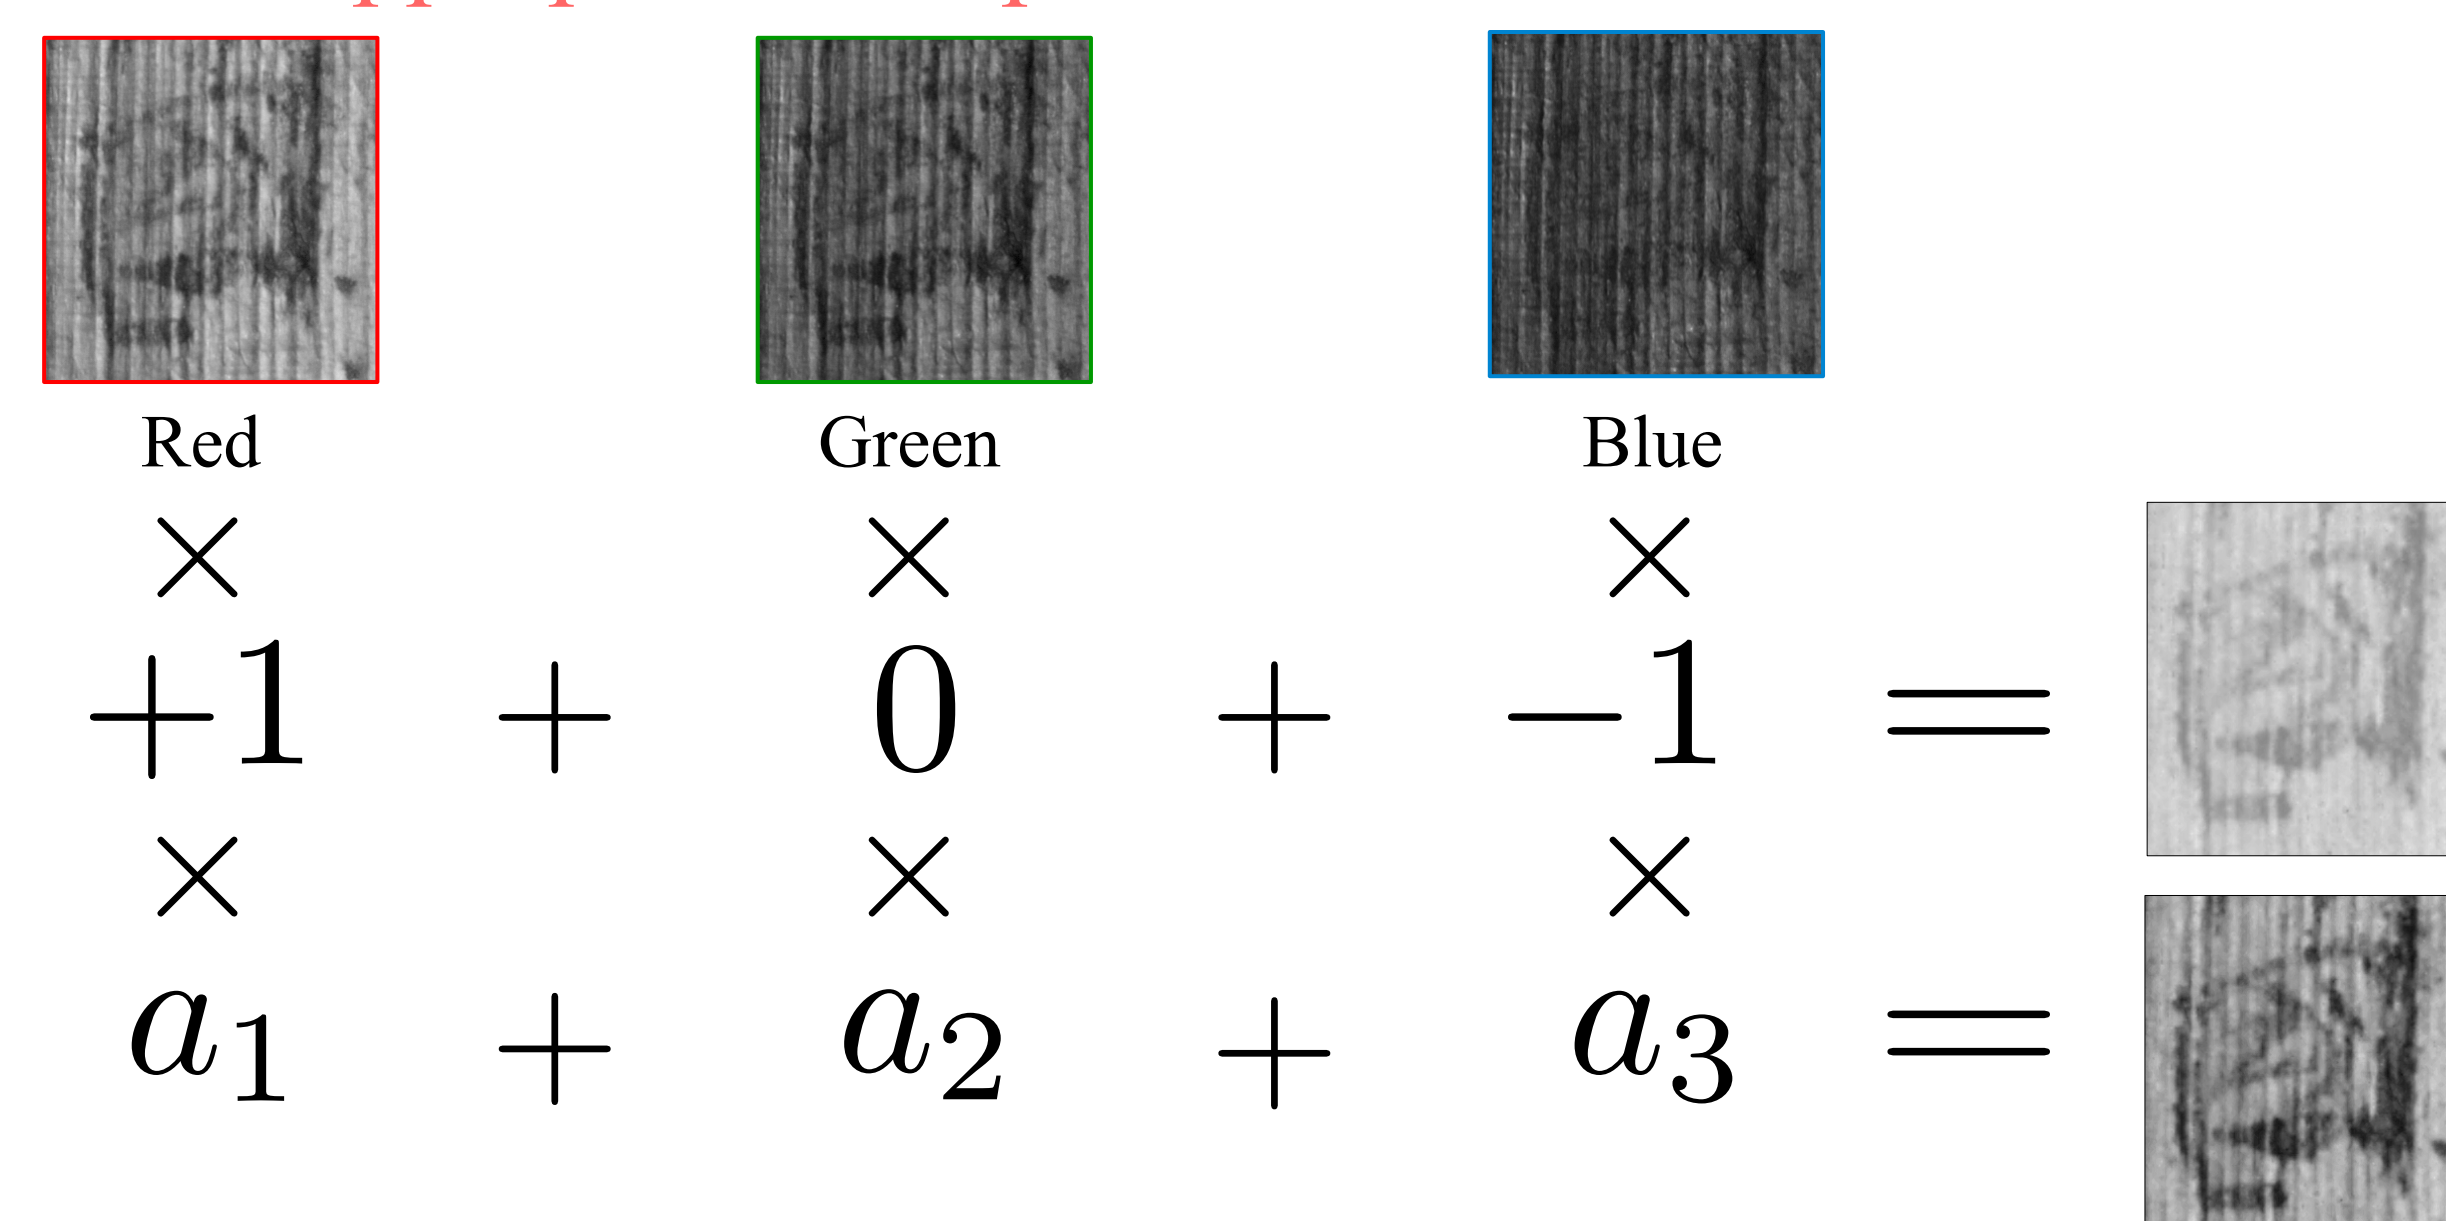 Red Green Blue
× × ×
+1 + 0 + −1 =
× × ×
a₁ + a₂ + a₃ =